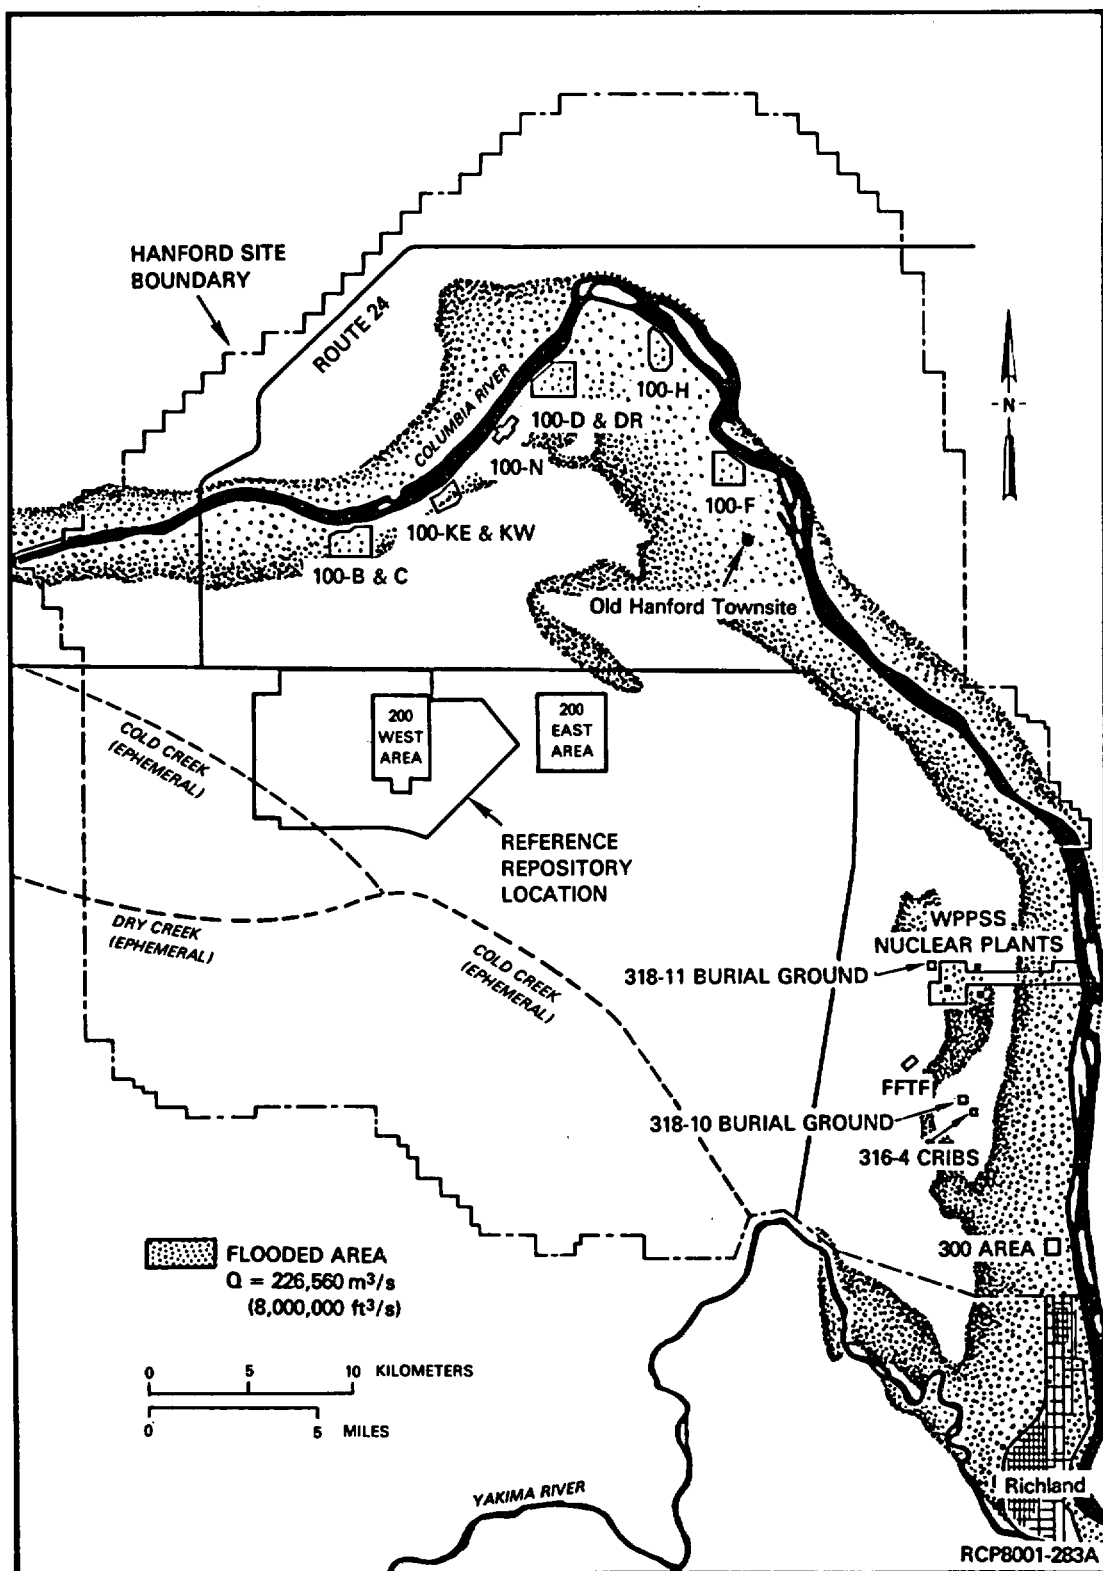 HANFORD SITE
BOUNDARY
ROUTE 24
COLUMBIA RIVER
N
100-H
100-D & DR
100-N
100-F
100-KE & KW
100-B & C
Old Hanford Townsite
200
WEST
AREA
200
EAST
AREA
COLD CREEK
(EPHEMERAL)
REFERENCE
REPOSITORY
LOCATION
DRY CREEK
(EPHEMERAL)
COLD CREEK
(EPHEMERAL)
WPPSS
NUCLEAR PLANTS
318-11 BURIAL GROUND
FFTF
318-10 BURIAL GROUND
316-4 CRIBS
300 AREA
FLOODED AREA
Q = 226,560 m³/s
(8,000,000 ft³/s)
0 5 10 KILOMETERS
0 5 MILES
YAKIMA RIVER
Richland
RCP8001-283A